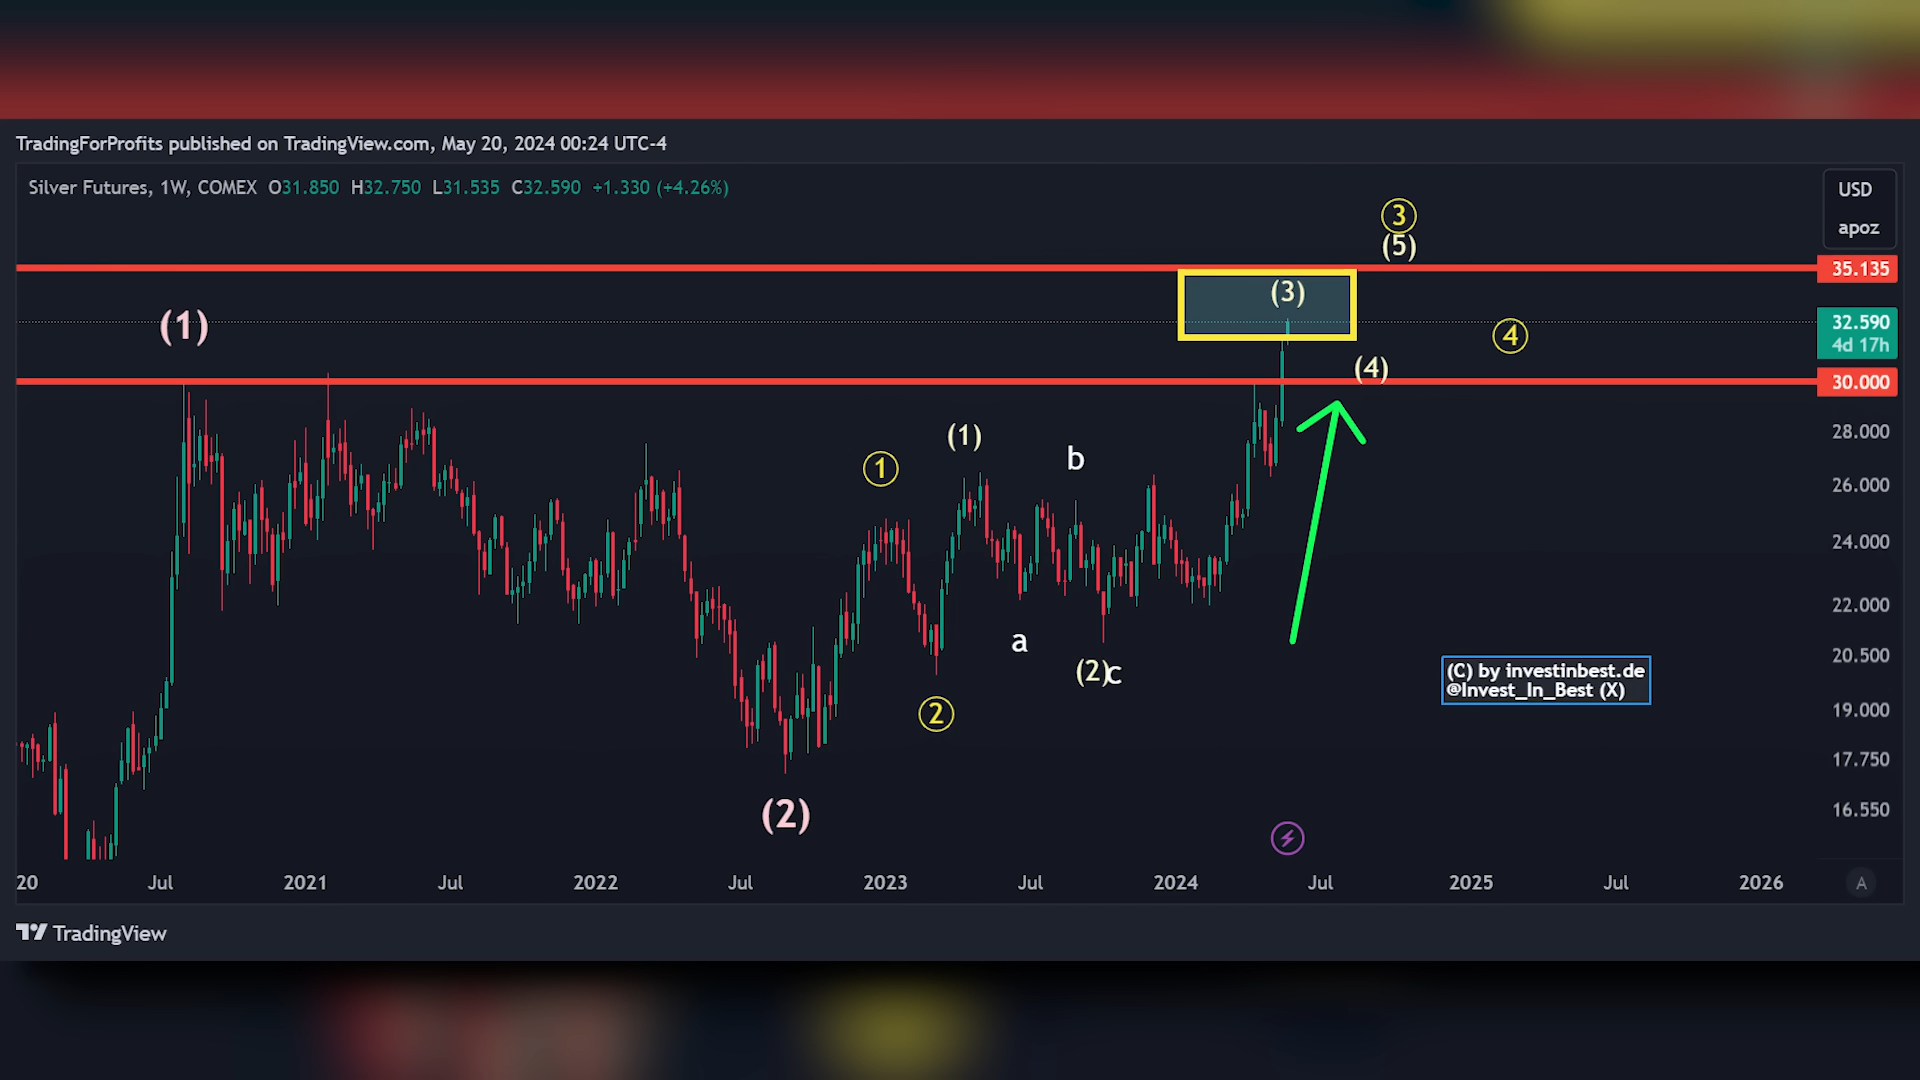 TradingForProfits published on TradingView.com, May 20, 2024 00:24 UTC-4
Silver Futures, 1W, COMEX O31.850 H32.750 L31.535 C32.590 +1.330 (+4.26%)
USD
apoz
③
(5)
35.135
(3)
(1)
32.590
4d 17h
④
(4)
30.000
28.000
(1)
b
①
26.000
24.000
22.000
a
20.500
(2)c
(C) by investinbest.de
@Invest_In_Best (X)
②
19.000
17.750
(2)
16.550
20 Jul 2021 Jul 2022 Jul 2023 Jul 2024 Jul 2025 Jul 2026 A
TradingView